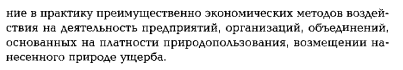 ние в практику преимущественно экономических методов воздей-
ствия на деятельность предприятий, организаций, объединений,
основанных на платности природопользования, возмещении на-
несенного природе ущерба.